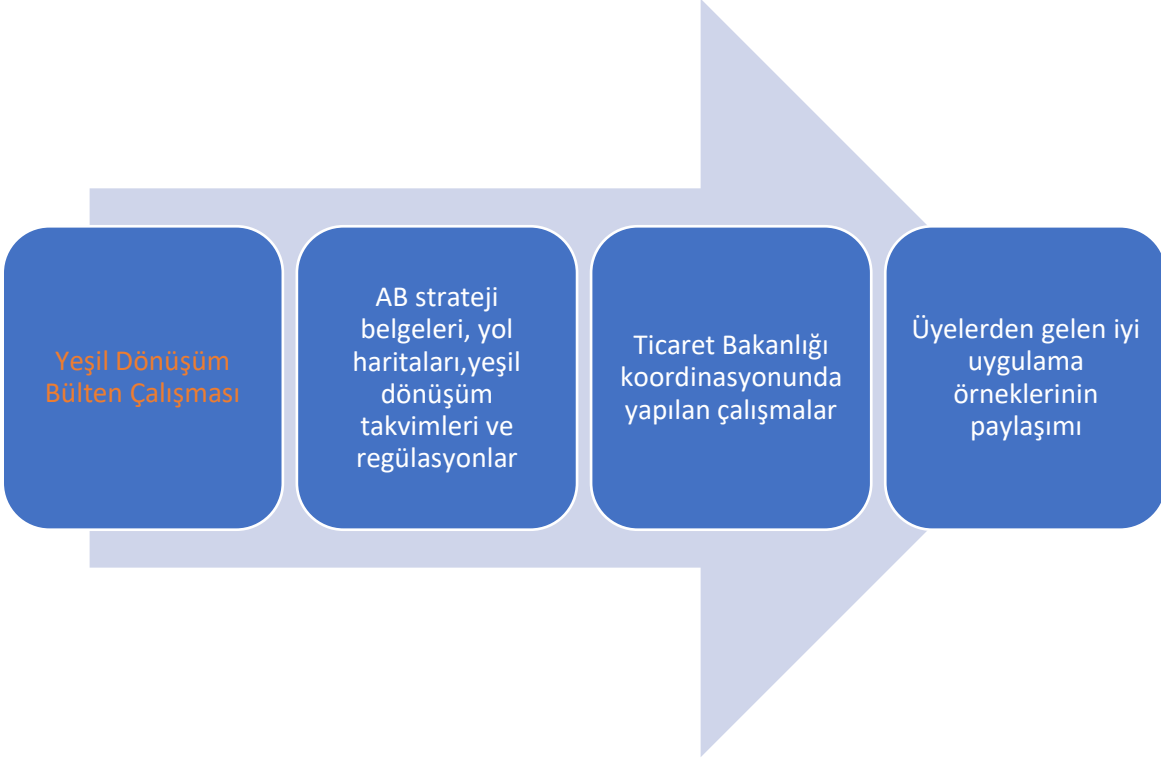 Yeşil Dönüşüm
Bülten Çalışması
AB strateji
belgeleri, yol
haritaları,yeşil
dönüşüm
takvimleri ve
regülasyonlar
Ticaret Bakanlığı
koordinasyonunda
yapılan çalışmalar
Üyelerden gelen iyi
uygulama
örneklerinin
paylaşımı